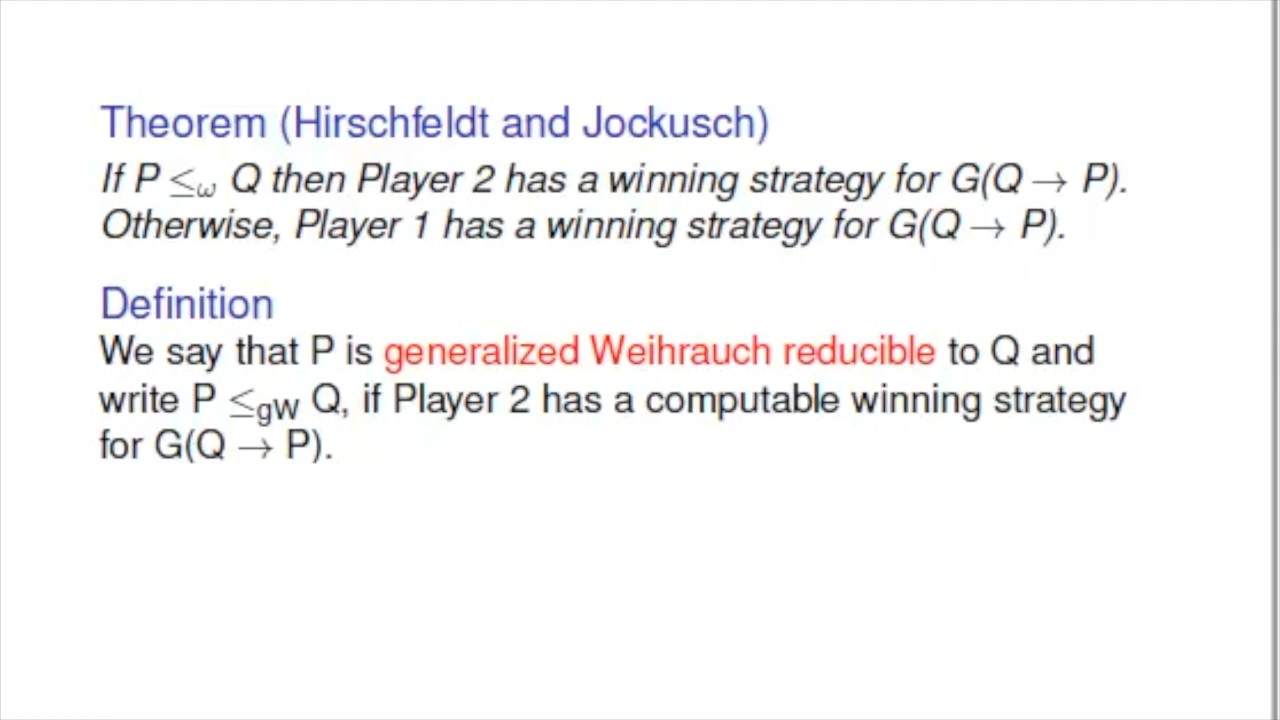 Theorem (Hirschfeldt and Jockusch)
If P ≤ω Q then Player 2 has a winning strategy for G(Q → P).
Otherwise, Player 1 has a winning strategy for G(Q → P).
Definition
We say that P is generalized Weihrauch reducible to Q and
write P ≤gW Q, if Player 2 has a computable winning strategy
for G(Q → P).